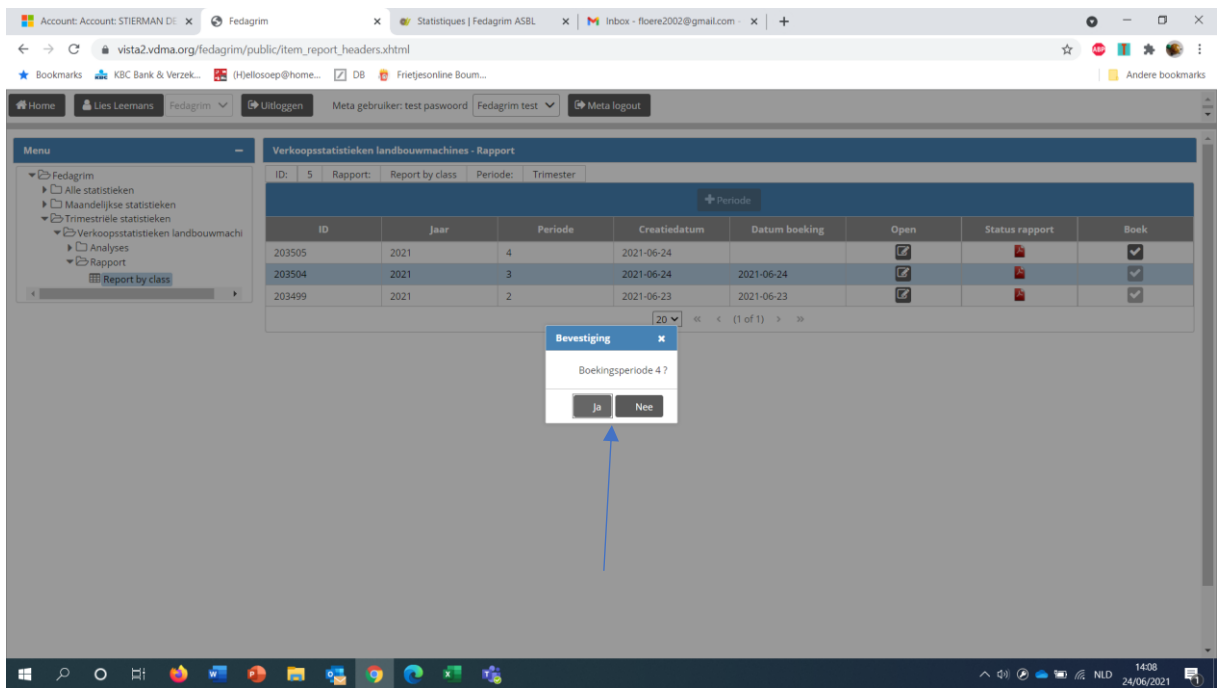 Account: Account: STIERMAN DE
Fedagrim
Statistiques | Fedagrim ASBL
Inbox - floere2002@gmail.com -
vista2.vdma.org/fedagrim/public/item_report_headers.xhtml
Bookmarks KBC Bank & Verzek... (H)ellosoep@home... DB Frietjesonline Boum... Andere bookmarks
Home Lies Leemans Fedagrim Uitloggen Meta gebruiker: test paswoord Fedagrim test Meta logout
Menu
Fedagrim
Alle statistieken
Maandelijkse statistieken
Trimestriële statistieken
Verkoopsstatistieken landbouwmachi
Analyses
Rapport
Report by class
Verkoopsstatistieken landbouwmachines - Rapport
ID: 5 Rapport: Report by class Periode: Trimester
Periode
ID Jaar Periode Creatiedatum Datum boeking Open Status rapport Boek
203505 2021 4 2021-06-24
203504 2021 3 2021-06-24 2021-06-24
203499 2021 2 2021-06-23 2021-06-23
20 (1 of 1)
Bevestiging
Boekingsperiode 4 ?
Ja Nee
NLD
14:08
24/06/2021